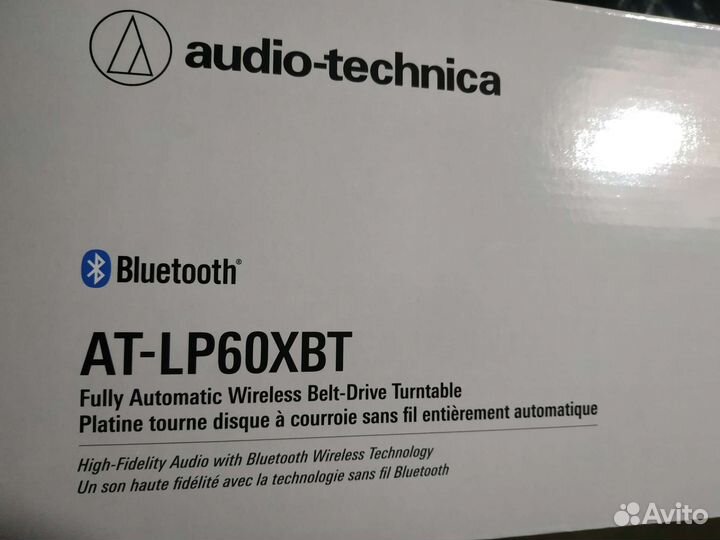 audio-technica
Bluetooth®
AT-LP60XBT
Fully Automatic Wireless Belt-Drive Turntable
Platine tourne disque à courroie sans fil entièrement automatique
High-Fidelity Audio with Bluetooth Wireless Technology
Un son haute fidélité avec la technologie sans fil Bluetooth
Avito